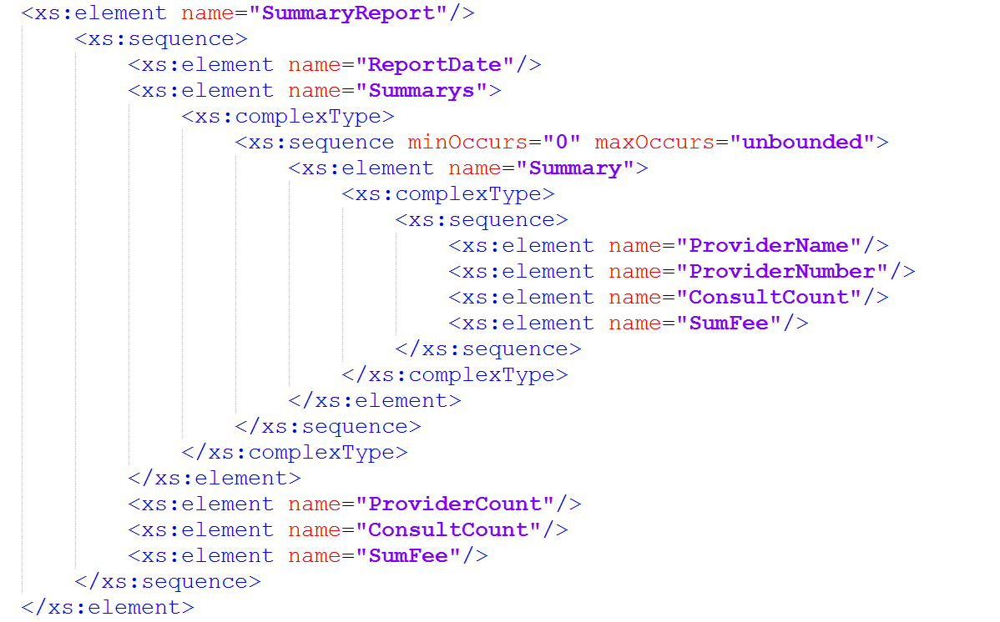 <xs:element name="SummaryReport"/>
<xs:sequence>
<xs:element name="ReportDate"/>
<xs:element name="Summarys">
<xs:complexType>
<xs:sequence minOccurs="0" maxOccurs="unbounded">
<xs:element name="Summary">
<xs:complexType>
<xs:sequence>
<xs:element name="ProviderName"/>
<xs:element name="ProviderNumber"/>
<xs:element name="ConsultCount"/>
<xs:element name="SumFee"/>
</xs:sequence>
</xs:complexType>
</xs:element>
</xs:sequence>
</xs:complexType>
</xs:element>
<xs:element name="ProviderCount"/>
<xs:element name="ConsultCount"/>
<xs:element name="SumFee"/>
</xs:sequence>
</xs:element>